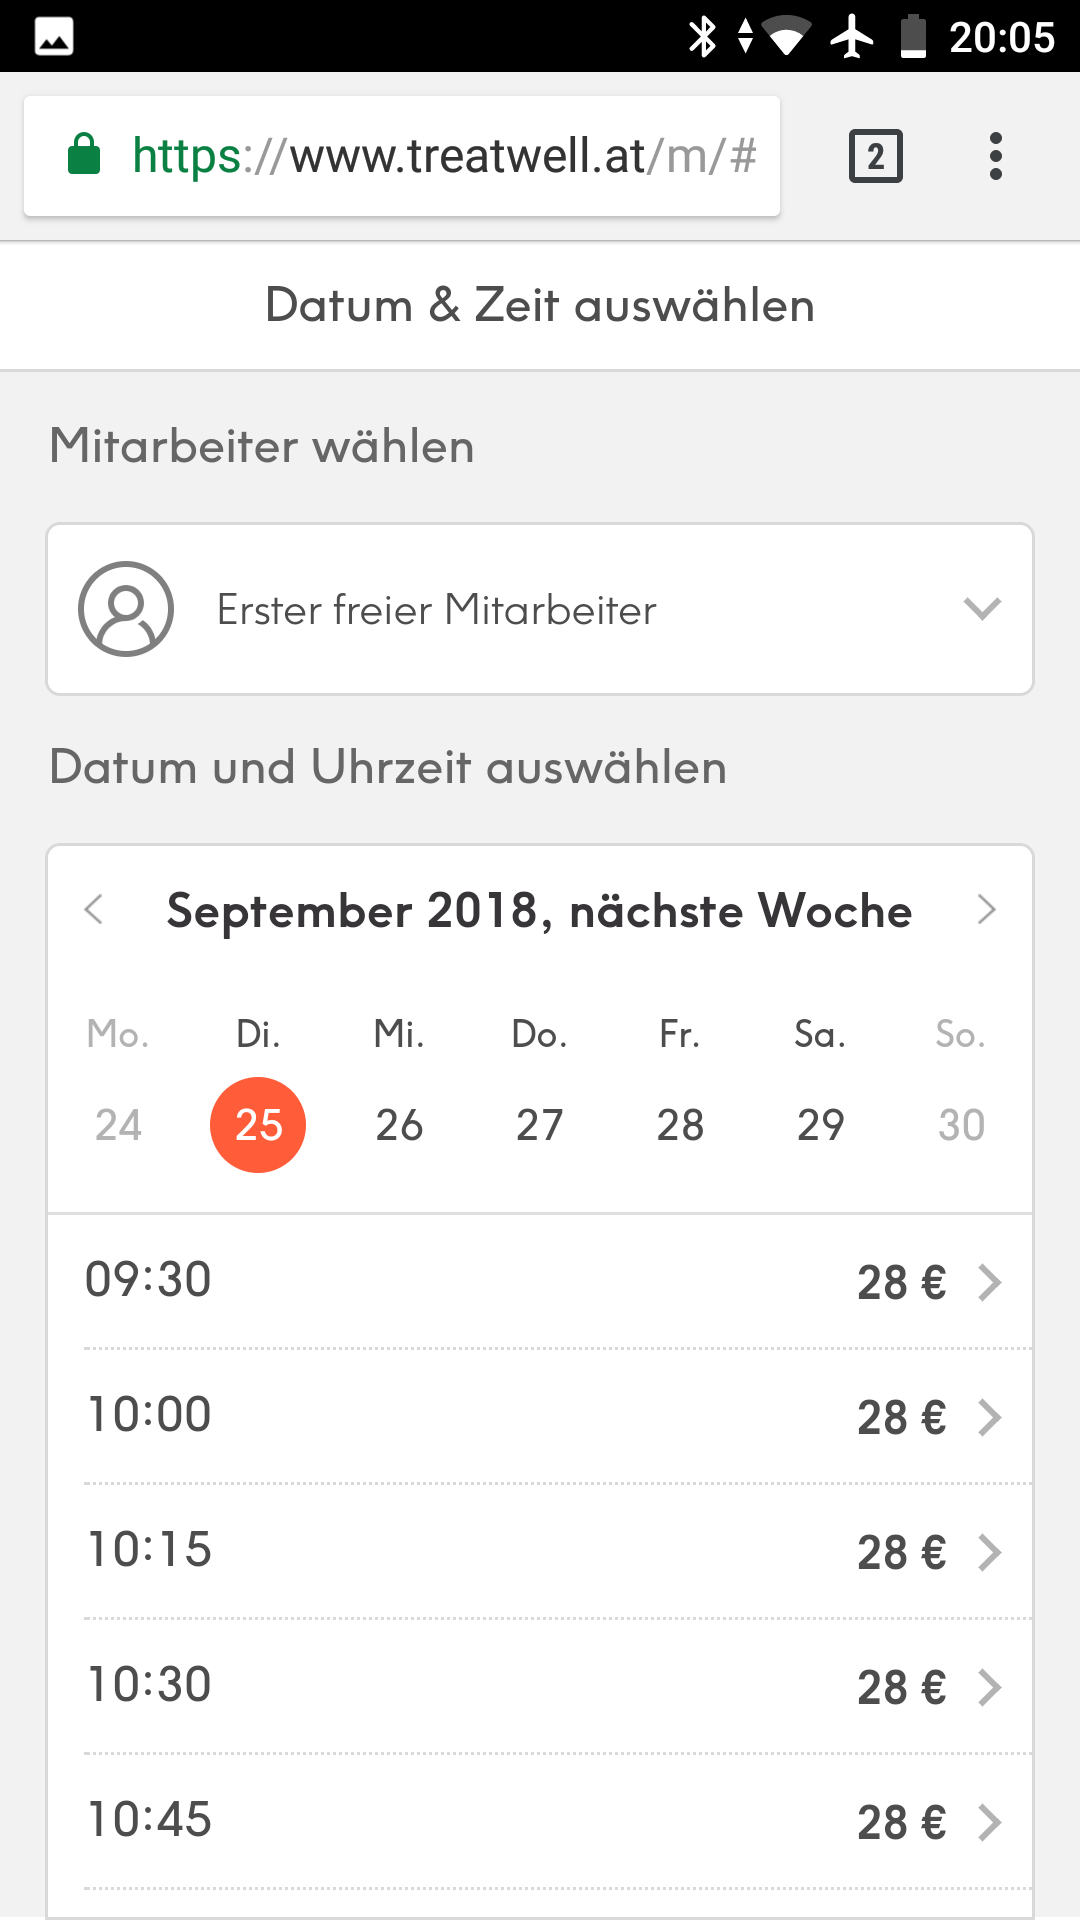 20:05
https://www.treatwell.at/m/#
2
Datum & Zeit auswählen
Mitarbeiter wählen
Erster freier Mitarbeiter
Datum und Uhrzeit auswählen
September 2018, nächste Woche
Mo. Di. Mi. Do. Fr. Sa. So.
24 25 26 27 28 29 30
09:30 28 €
10:00 28 €
10:15 28 €
10:30 28 €
10:45 28 €